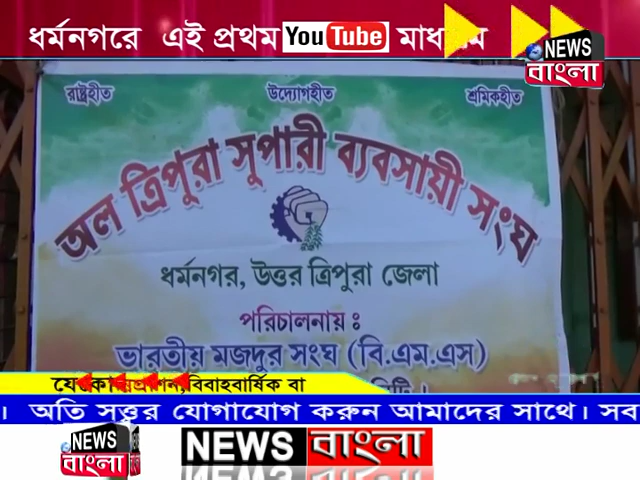 ধর্মনগরে এই প্রথম YouTube
NEWS
বাংলা
রাষ্ট্রহীত উদ্যোগহীত শ্রমিকহীত
অল ত্রিপুরা সুপারী ব্যবসায়ী সংঘ
ধর্মনগর, উত্তর ত্রিপুরা জেলা
পরিচালনায় ঃ
ভারতীয় মজদুর সংঘ (বি.এম.এস)
বিবাহবার্ষিক বা
। অতি সত্ত্বর যোগাযোগ করুন আমাদের সাথে। সব
NEWS
বাংলা
NEWS বাংলা